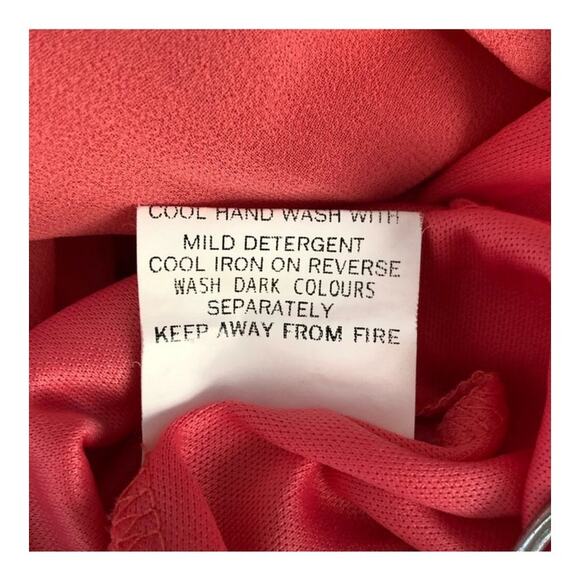 COOL HAND WASH WITH
MILD DETERGENT
COOL IRON ON REVERSE
WASH DARK COLOURS
SEPARATELY
KEEP AWAY FROM FIRE